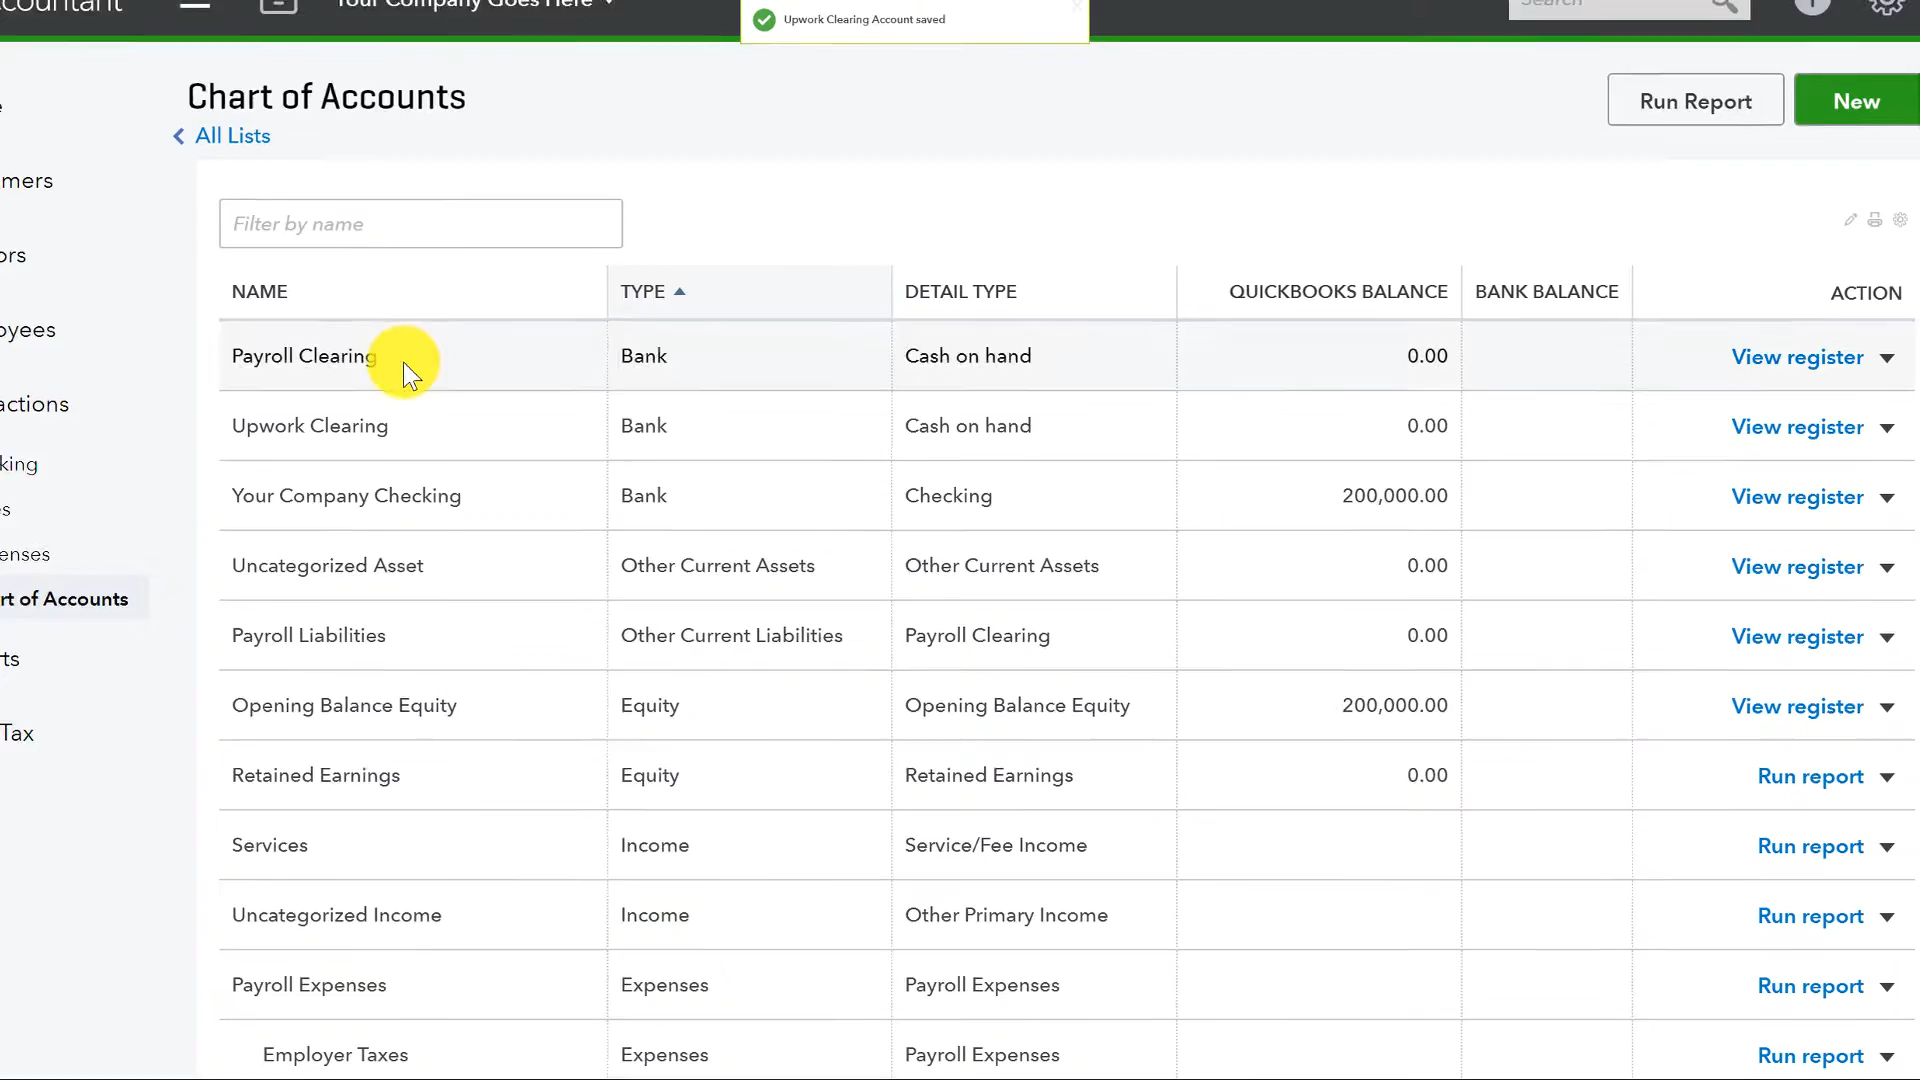 Your Company Goes Here
Upwork Clearing Account saved
Search
Chart of Accounts
All Lists
Run Report
New
Filter by name
NAME TYPE DETAIL TYPE QUICKBOOKS BALANCE BANK BALANCE ACTION
Payroll Clearing Bank Cash on hand 0.00 View register
Upwork Clearing Bank Cash on hand 0.00 View register
Your Company Checking Bank Checking 200,000.00 View register
Uncategorized Asset Other Current Assets Other Current Assets 0.00 View register
Payroll Liabilities Other Current Liabilities Payroll Clearing 0.00 View register
Opening Balance Equity Equity Opening Balance Equity 200,000.00 View register
Retained Earnings Equity Retained Earnings 0.00 Run report
Services Income Service/Fee Income Run report
Uncategorized Income Income Other Primary Income Run report
Payroll Expenses Expenses Payroll Expenses Run report
Employer Taxes Expenses Payroll Expenses Run report
mers
ors
oyees
actions
king
es
enses
rt of Accounts
rts
Tax